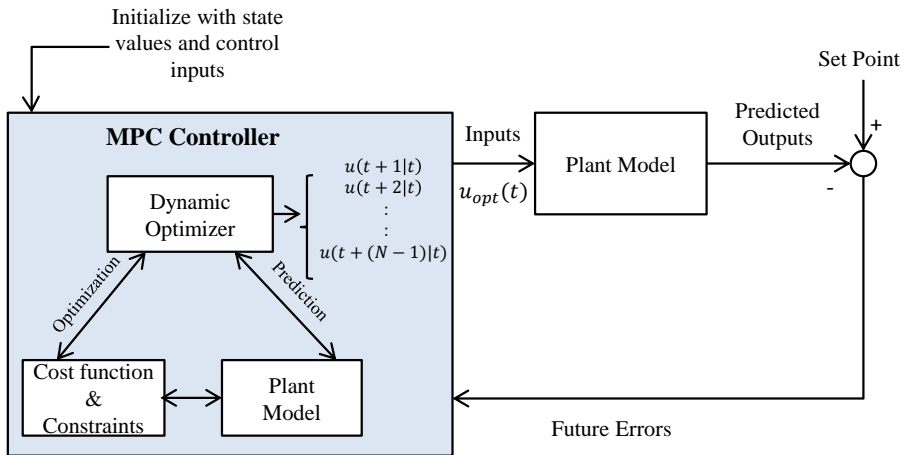 Initialize with state
values and control
inputs
Set Point
MPC Controller
Inputs
Predicted
Outputs
+
-
u(t + 1|t)
u(t + 2|t)
:
:
u(t + (N − 1)|t)
Dynamic
Optimizer
u_opt(t)
Plant Model
Optimization
Prediction
Cost function
&
Constraints
Plant
Model
Future Errors